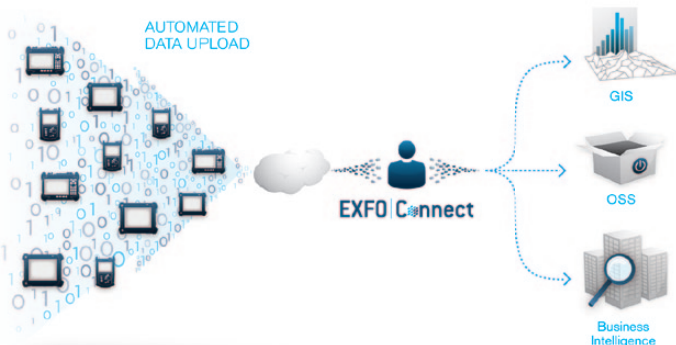 AUTOMATED
DATA UPLOAD
GIS
EXFO Connect
OSS
Business
Intelligence